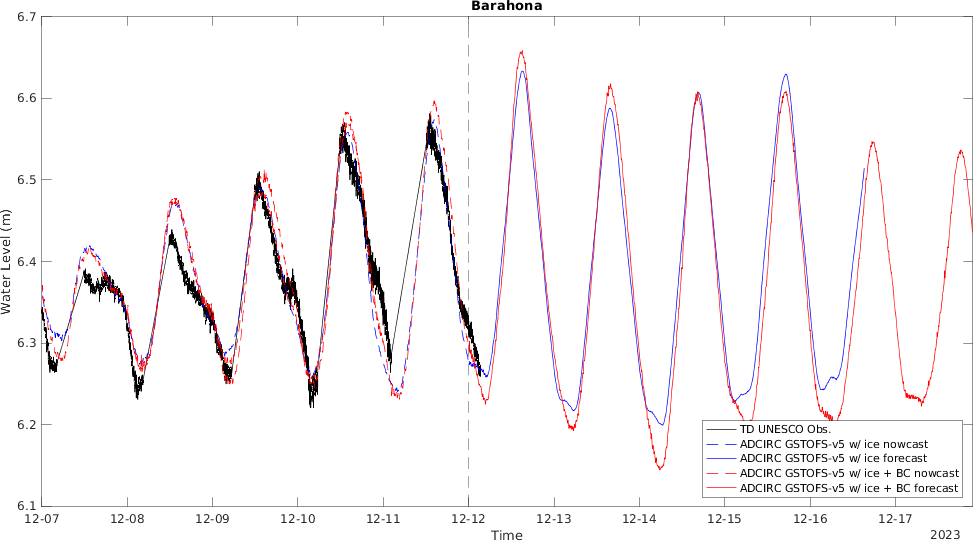 Barahona
6.7
6.6
6.5
6.4
6.3
6.2
6.1
Water Level (m)
TD UNESCO Obs.
ADCIRC GSTOFS-v5 w/ ice nowcast
ADCIRC GSTOFS-v5 w/ ice forecast
ADCIRC GSTOFS-v5 w/ ice + BC nowcast
ADCIRC GSTOFS-v5 w/ ice + BC forecast
12-07 12-08 12-09 12-10 12-11 12-12 12-13 12-14 12-15 12-16 12-17
Time
2023